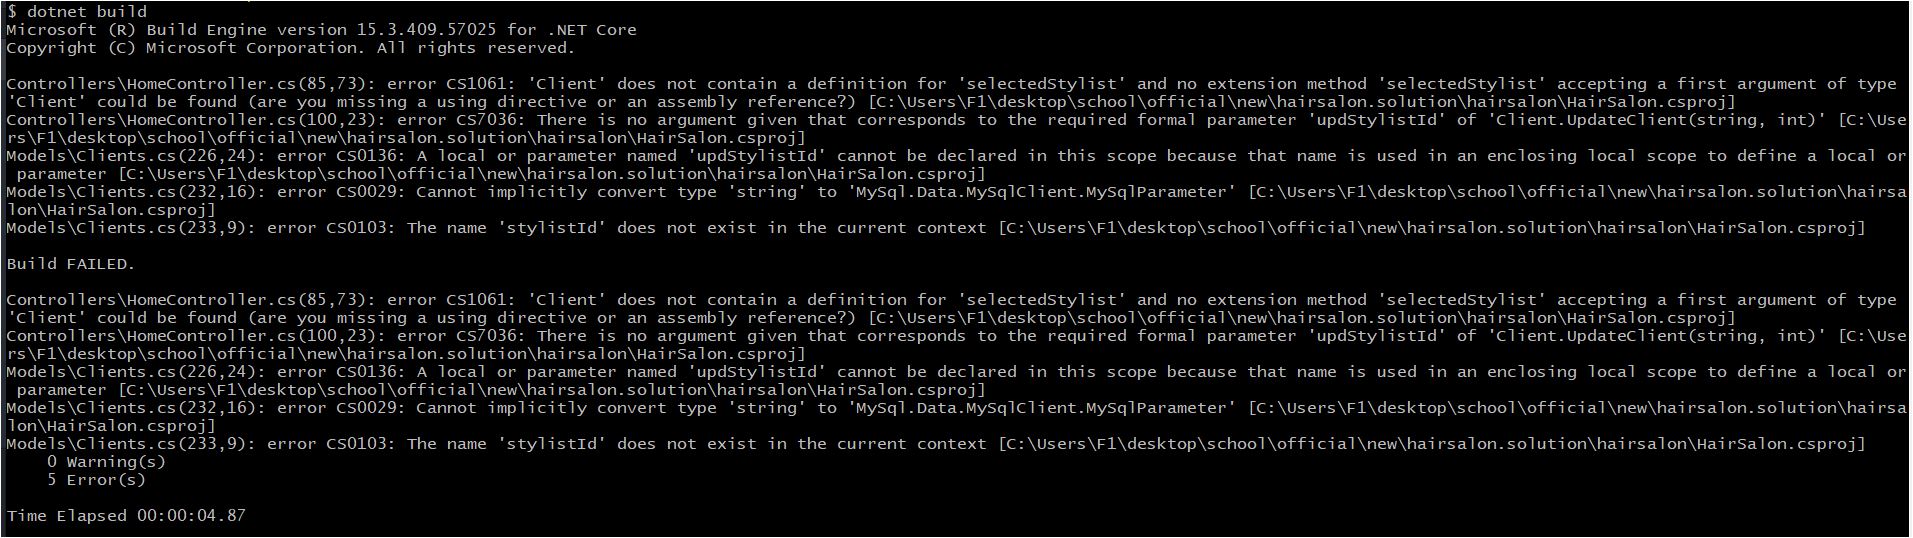 $ dotnet build
Microsoft (R) Build Engine version 15.3.409.57025 for .NET Core
Copyright (C) Microsoft Corporation. All rights reserved.
Controllers\HomeController.cs(85,73): error CS1061: 'Client' does not contain a definition for 'selectedStylist' and no extension method 'selectedStylist' accepting a first argument of type
'Client' could be found (are you missing a using directive or an assembly reference?) [C:\Users\F1\desktop\school\official\new\hairsalon.solution\hairsalon\HairSalon.csproj]
Controllers\HomeController.cs(100,23): error CS7036: There is no argument given that corresponds to the required formal parameter 'updStylistId' of 'Client.UpdateClient(string, int)' [C:\Use
rs\F1\desktop\school\official\new\hairsalon.solution\hairsalon\HairSalon.csproj]
Models\Clients.cs(226,24): error CS0136: A local or parameter named 'updStylistId' cannot be declared in this scope because that name is used in an enclosing local scope to define a local or
 parameter [C:\Users\F1\desktop\school\official\new\hairsalon.solution\hairsalon\HairSalon.csproj]
Models\Clients.cs(232,16): error CS0029: Cannot implicitly convert type 'string' to 'MySql.Data.MySqlClient.MySqlParameter' [C:\Users\F1\desktop\school\official\new\hairsalon.solution\hairsa
lon\HairSalon.csproj]
Models\Clients.cs(233,9): error CS0103: The name 'stylistId' does not exist in the current context [C:\Users\F1\desktop\school\official\new\hairsalon.solution\hairsalon\HairSalon.csproj]
Build FAILED.
Controllers\HomeController.cs(85,73): error CS1061: 'Client' does not contain a definition for 'selectedStylist' and no extension method 'selectedStylist' accepting a first argument of type
'Client' could be found (are you missing a using directive or an assembly reference?) [C:\Users\F1\desktop\school\official\new\hairsalon.solution\hairsalon\HairSalon.csproj]
Controllers\HomeController.cs(100,23): error CS7036: There is no argument given that corresponds to the required formal parameter 'updStylistId' of 'Client.UpdateClient(string, int)' [C:\Use
rs\F1\desktop\school\official\new\hairsalon.solution\hairsalon\HairSalon.csproj]
Models\Clients.cs(226,24): error CS0136: A local or parameter named 'updStylistId' cannot be declared in this scope because that name is used in an enclosing local scope to define a local or
 parameter [C:\Users\F1\desktop\school\official\new\hairsalon.solution\hairsalon\HairSalon.csproj]
Models\Clients.cs(232,16): error CS0029: Cannot implicitly convert type 'string' to 'MySql.Data.MySqlClient.MySqlParameter' [C:\Users\F1\desktop\school\official\new\hairsalon.solution\hairsa
lon\HairSalon.csproj]
Models\Clients.cs(233,9): error CS0103: The name 'stylistId' does not exist in the current context [C:\Users\F1\desktop\school\official\new\hairsalon.solution\hairsalon\HairSalon.csproj]
    0 Warning(s)
    5 Error(s)
Time Elapsed 00:00:04.87